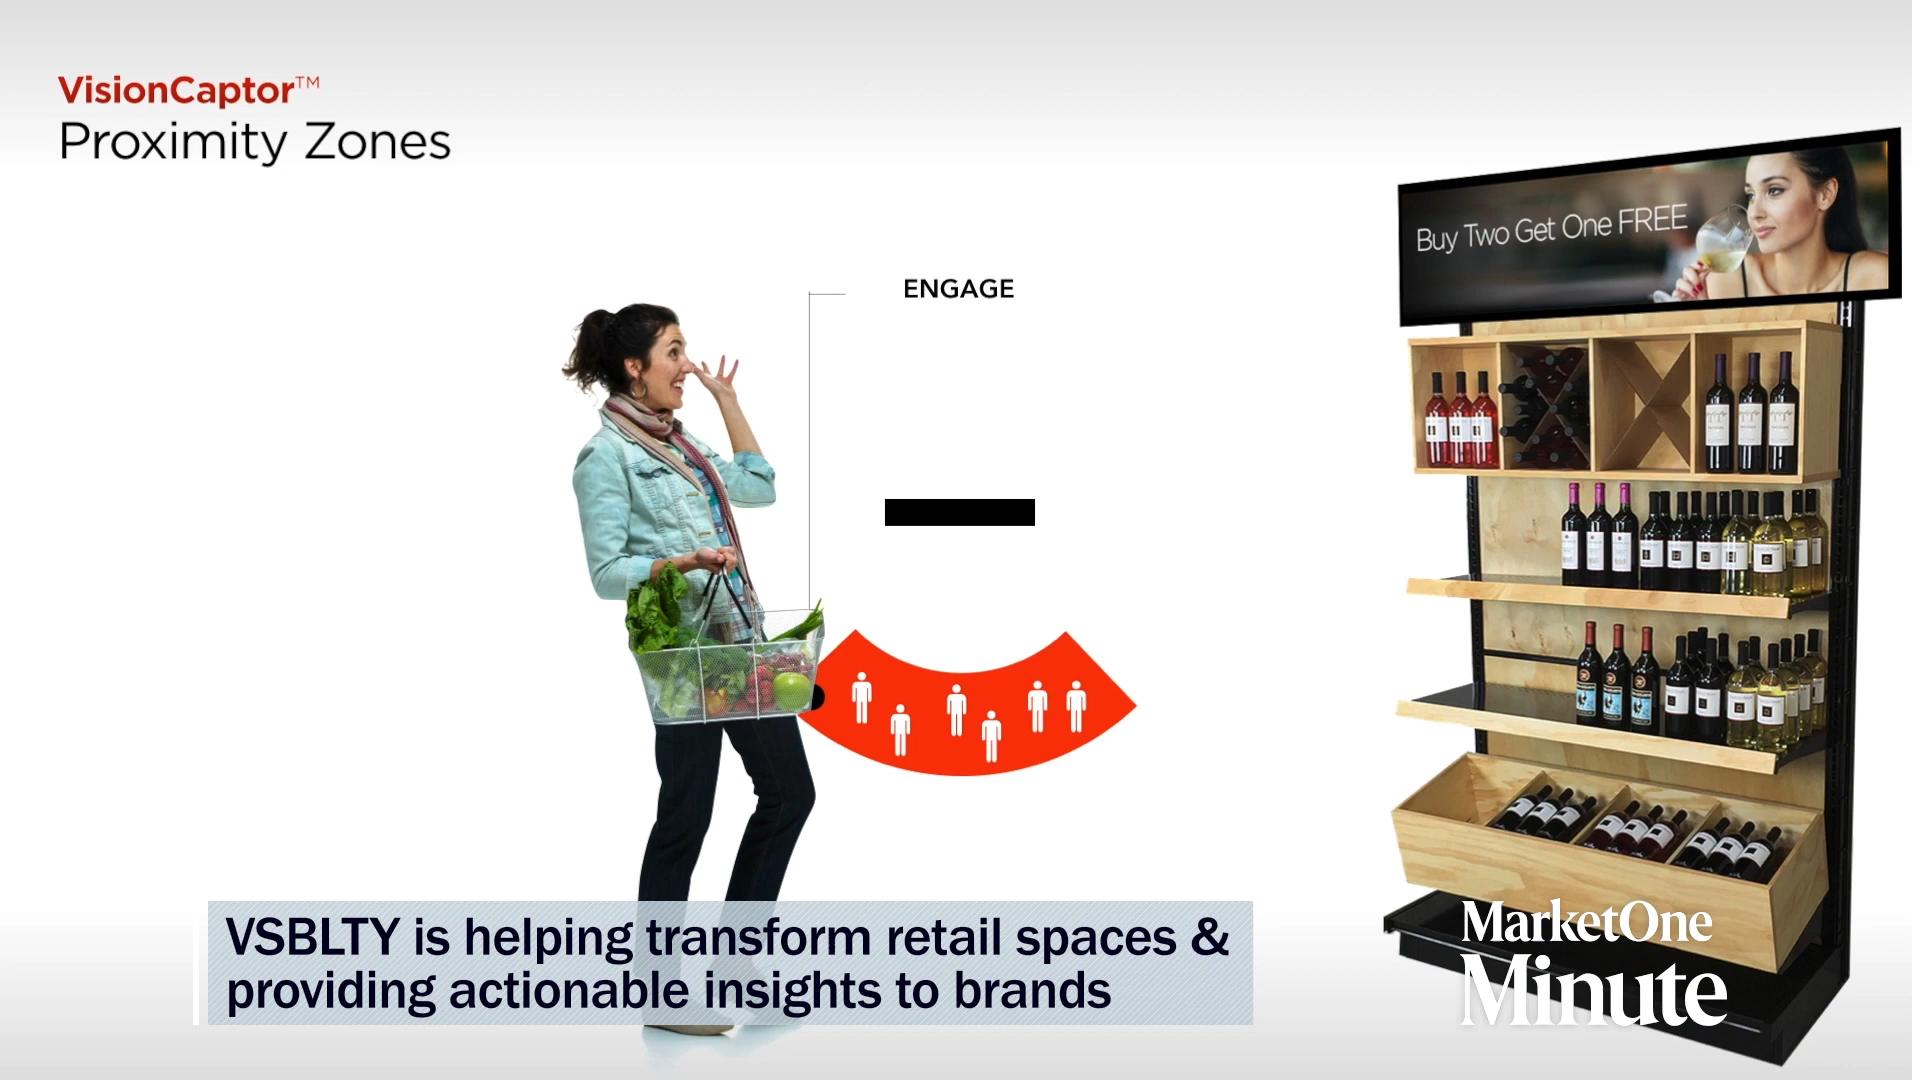 VisionCaptor™
Proximity Zones
Buy Two Get One FREE
ENGAGE
VSBLTY is helping transform retail spaces &
providing actionable insights to brands
MarketOne
Minute